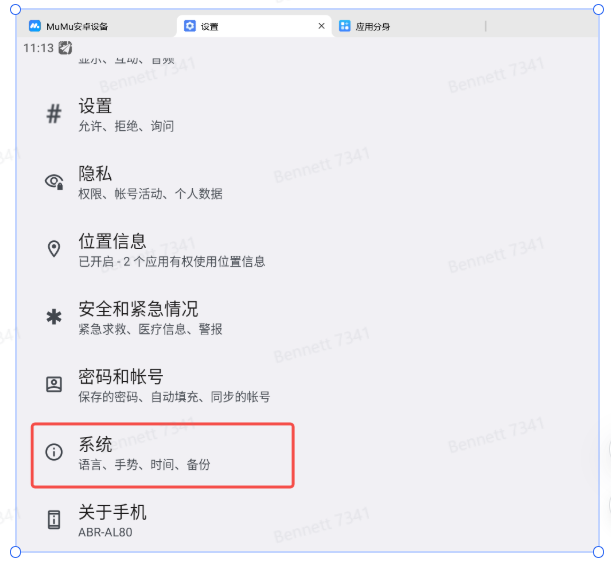 MuMu安卓设备
设置
×
应用分身
11:13
显示、互动、音频
Bennett 7341
Bennett 7341
#
设置
允许、拒绝、询问
隐私
权限、帐号活动、个人数据
Bennett 7341
位置信息
已开启 - 2 个应用有权使用位置信息
Bennett 7341
Bennett 7341
安全和紧急情况
紧急求救、医疗信息、警报
Bennett 7341
密码和帐号
保存的密码、自动填充、同步的帐号
系统
语言、手势、时间、备份
Bennett 7341
Bennett 7341
关于手机
ABR-AL80
Bennett 7341